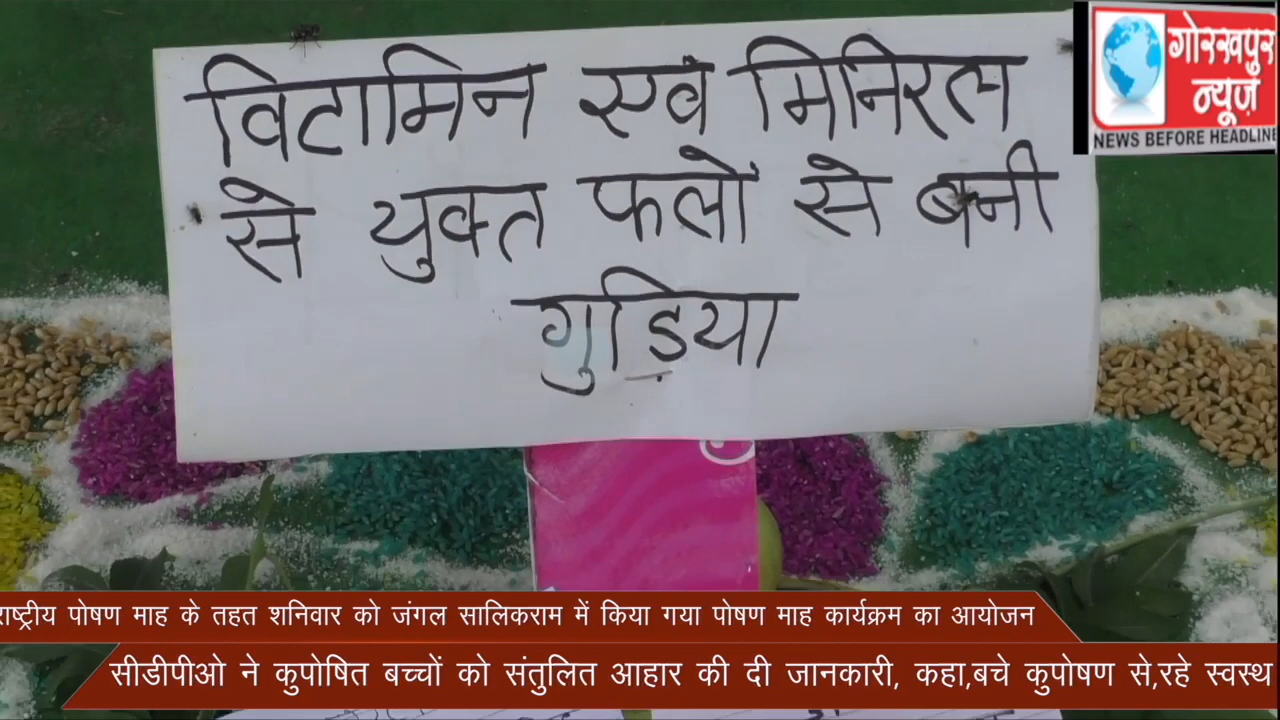 विटामिन एवं मिनिरल
से युक्त फलों से बनी
गुड़िया
गोरखपुर
न्यूज़
NEWS BEFORE HEADLINE
राष्ट्रीय पोषण माह के तहत शनिवार को जंगल सालिकराम में किया गया पोषण माह कार्यक्रम का आयोजन
सीडीपीओ ने कुपोषित बच्चों को संतुलित आहार की दी जानकारी, कहा,बचे कुपोषण से,रहे स्वस्थ